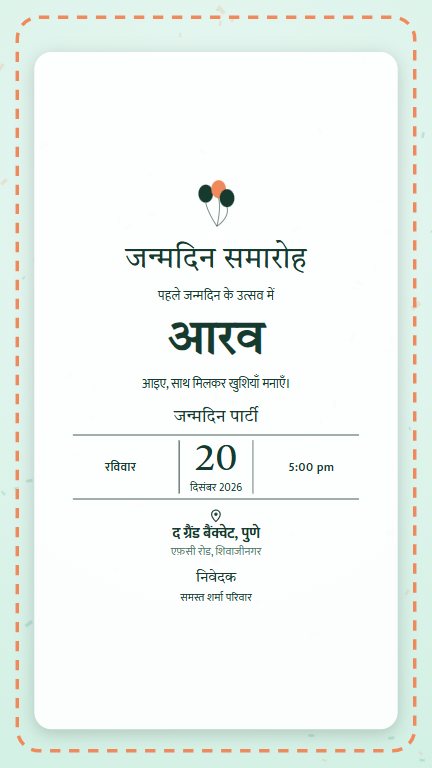 जन्मदिन समारोह
पहले जन्मदिन के उत्सव में
आरव
आइए, साथ मिलकर खुशियाँ मनाएँ।
जन्मदिन पार्टी
रविवार
20
दिसंबर 2026
5:00 pm
द ग्रैंड बैंक्वेट, पुणे
एफ़सी रोड, शिवाजीनगर
निवेदक
समस्त शर्मा परिवार